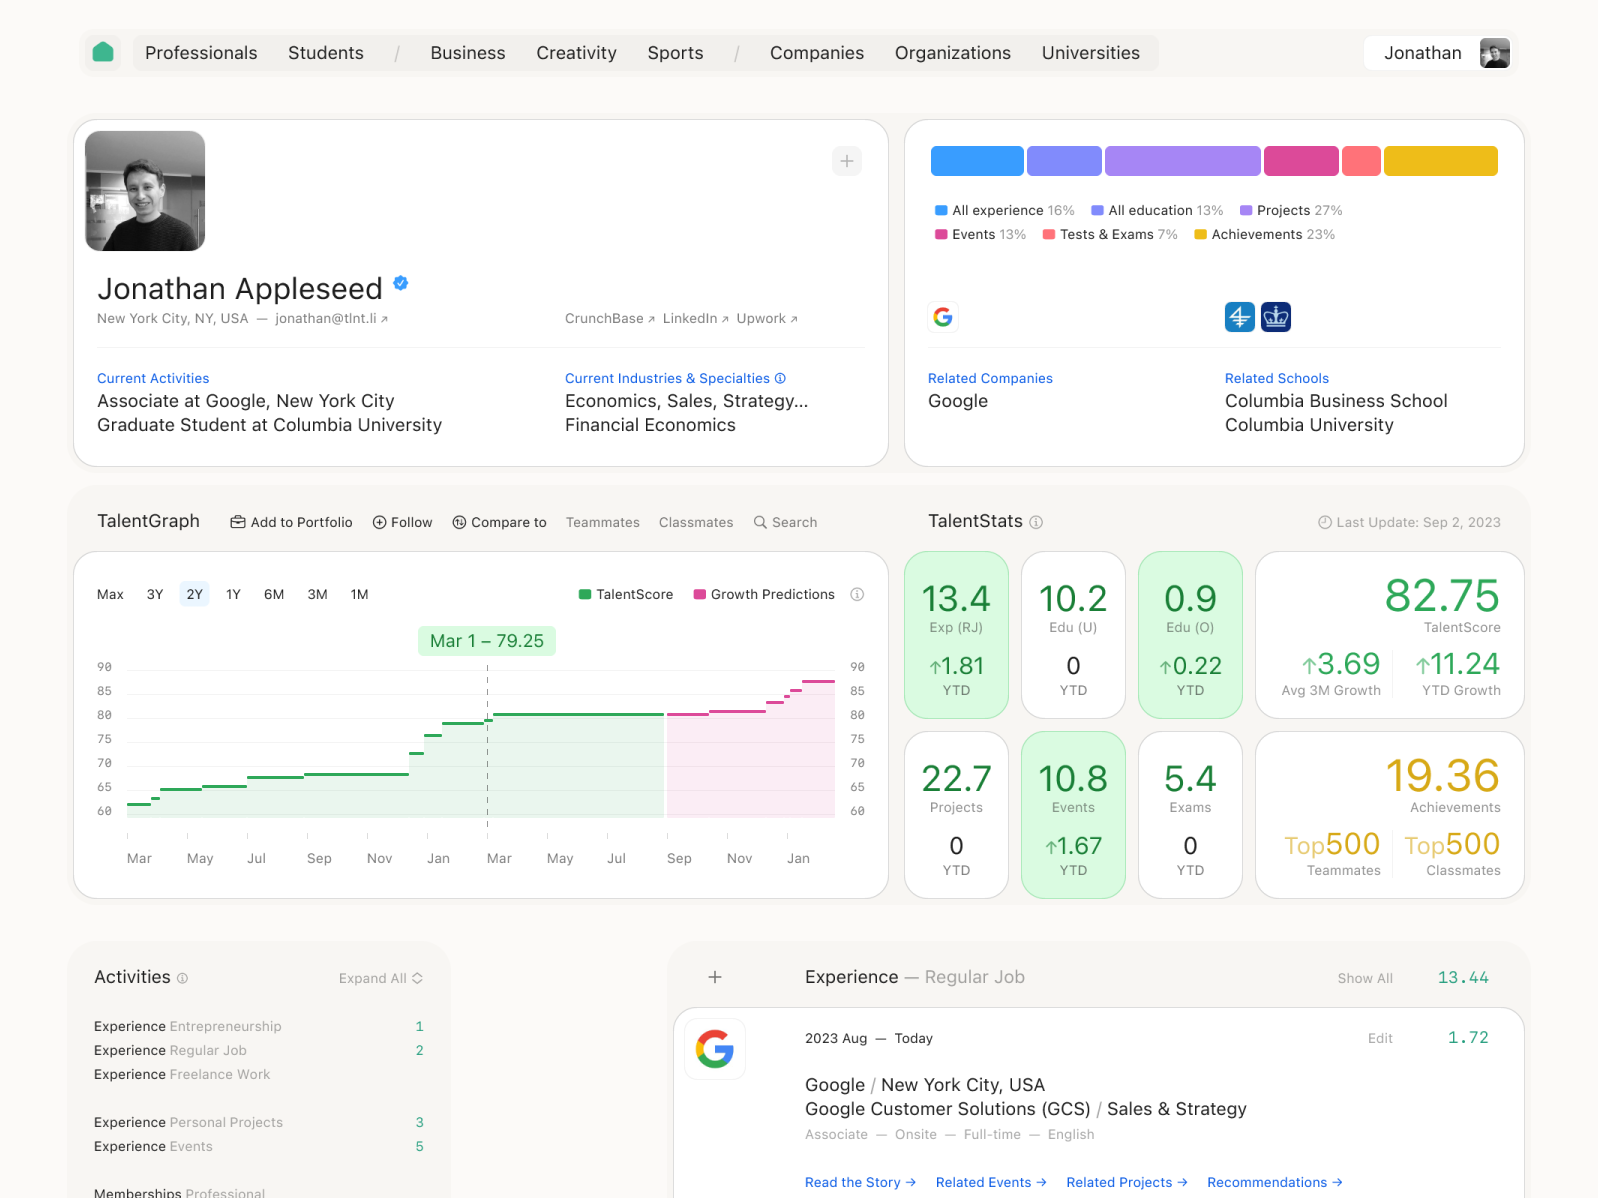 Professionals Students / Business Creativity Sports / Companies Organizations Universities Jonathan
Jonathan Appleseed
New York City, NY, USA — jonathan@tlnt.li ↗ CrunchBase ↗ LinkedIn ↗ Upwork ↗
Current Activities
Associate at Google, New York City
Graduate Student at Columbia University
Current Industries & Specialties
Economics, Sales, Strategy...
Financial Economics
All experience 16% All education 13% Projects 27%
Events 13% Tests & Exams 7% Achievements 23%
Related Companies
Google
Related Schools
Columbia Business School
Columbia University
TalentGraph Add to Portfolio Follow Compare to Teammates Classmates Search
Max 3Y 2Y 1Y 6M 3M 1M TalentScore Growth Predictions
Mar 1 – 79.25
90 90
85 85
80 80
75 75
70 70
65 65
60 60
Mar May Jul Sep Nov Jan Mar May Jul Sep Nov Jan
TalentStats Last Update: Sep 2, 2023
13.4
Exp (RJ)
↑1.81
YTD
10.2
Edu (U)
0
YTD
0.9
Edu (O)
↑0.22
YTD
82.75
TalentScore
↑3.69 ↑11.24
Avg 3M Growth YTD Growth
22.7
Projects
0
YTD
10.8
Events
↑1.67
YTD
5.4
Exams
0
YTD
19.36
Achievements
Top500 Top500
Teammates Classmates
Activities Expand All
Experience Entrepreneurship 1
Experience Regular Job 2
Experience Freelance Work
Experience Personal Projects 3
Experience Events 5
Memberships Professional
+ Experience — Regular Job Show All 13.44
2023 Aug — Today Edit 1.72
Google / New York City, USA
Google Customer Solutions (GCS) / Sales & Strategy
Associate — Onsite — Full-time — English
Read the Story → Related Events → Related Projects → Recommendations →